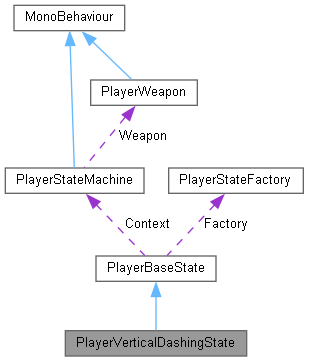 MonoBehaviour
PlayerWeapon
Weapon
PlayerStateMachine
PlayerStateFactory
Context
Factory
PlayerBaseState
PlayerVerticalDashingState